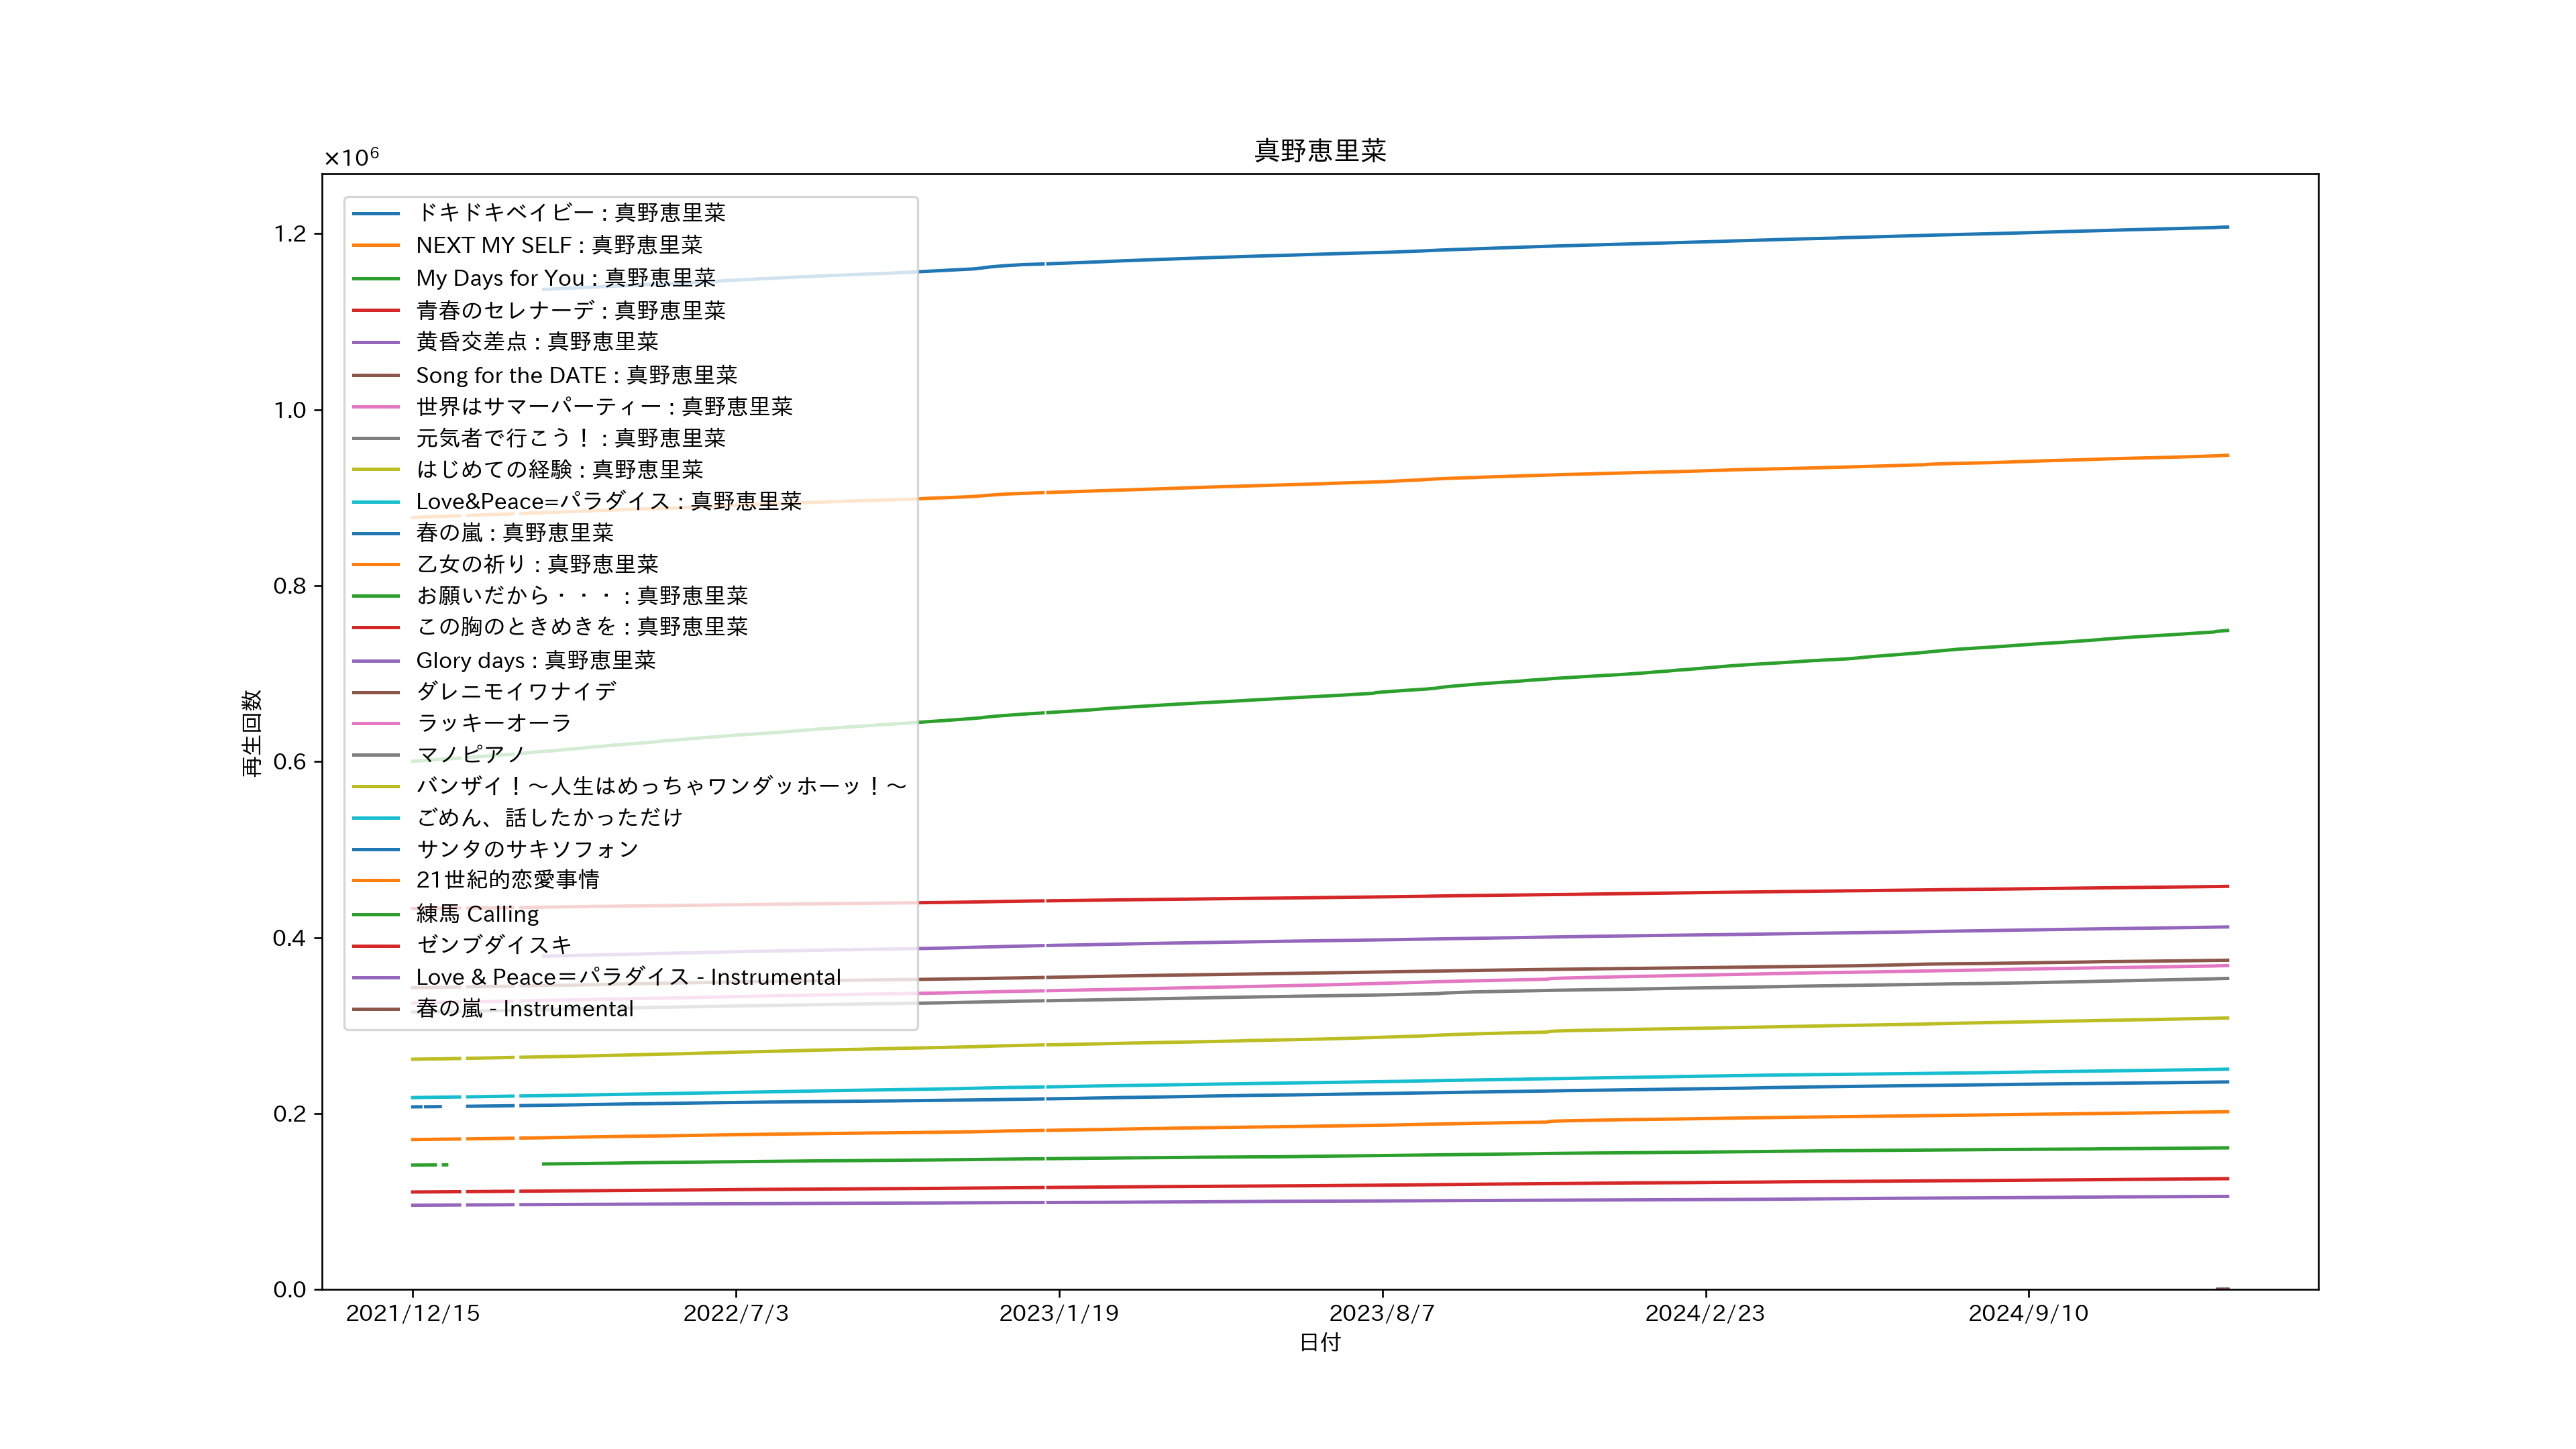 真野恵里菜
×10⁶
1.2
1.0
0.8
0.6
0.4
0.2
0.0
再生回数
ドキドキベイビー : 真野恵里菜
NEXT MY SELF : 真野恵里菜
My Days for You : 真野恵里菜
青春のセレナーデ : 真野恵里菜
黄昏交差点 : 真野恵里菜
Song for the DATE : 真野恵里菜
世界はサマーパーティー : 真野恵里菜
元気者で行こう！ : 真野恵里菜
はじめての経験 : 真野恵里菜
Love&Peace=パラダイス : 真野恵里菜
春の嵐 : 真野恵里菜
乙女の祈り : 真野恵里菜
お願いだから・・・ : 真野恵里菜
この胸のときめきを : 真野恵里菜
Glory days : 真野恵里菜
ダレニモイワナイデ
ラッキーオーラ
マノピアノ
バンザイ！～人生はめっちゃワンダッホーッ！～
ごめん、話したかっただけ
サンタのサキソフォン
21世紀的恋愛事情
練馬 Calling
ゼンブダイスキ
Love & Peace＝パラダイス - Instrumental
春の嵐 - Instrumental
2021/12/15
2022/7/3
2023/1/19
2023/8/7
2024/2/23
2024/9/10
日付